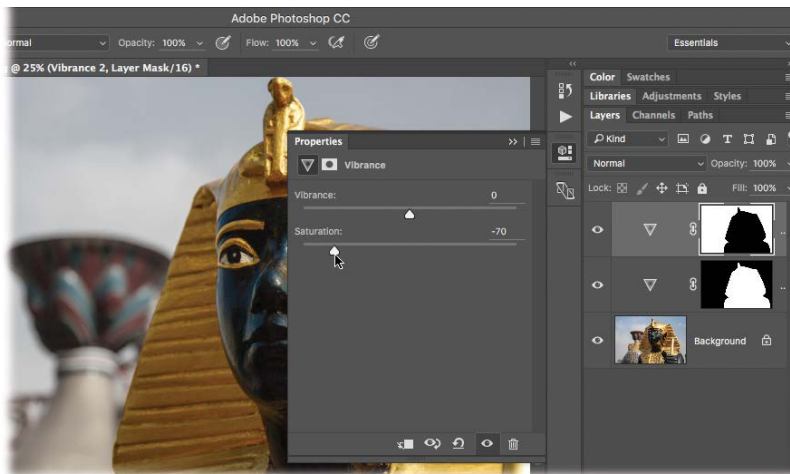 Adobe Photoshop CC
Opacity: 100% Flow: 100% Essentials
@ 25% (Vibrance 2, Layer Mask/16) *
Color Swatches
Libraries Adjustments Styles
Layers Channels Paths
Kind
Normal Opacity: 100%
Lock: Fill: 100%
Background
Properties
Vibrance
Vibrance: 0
Saturation: -70